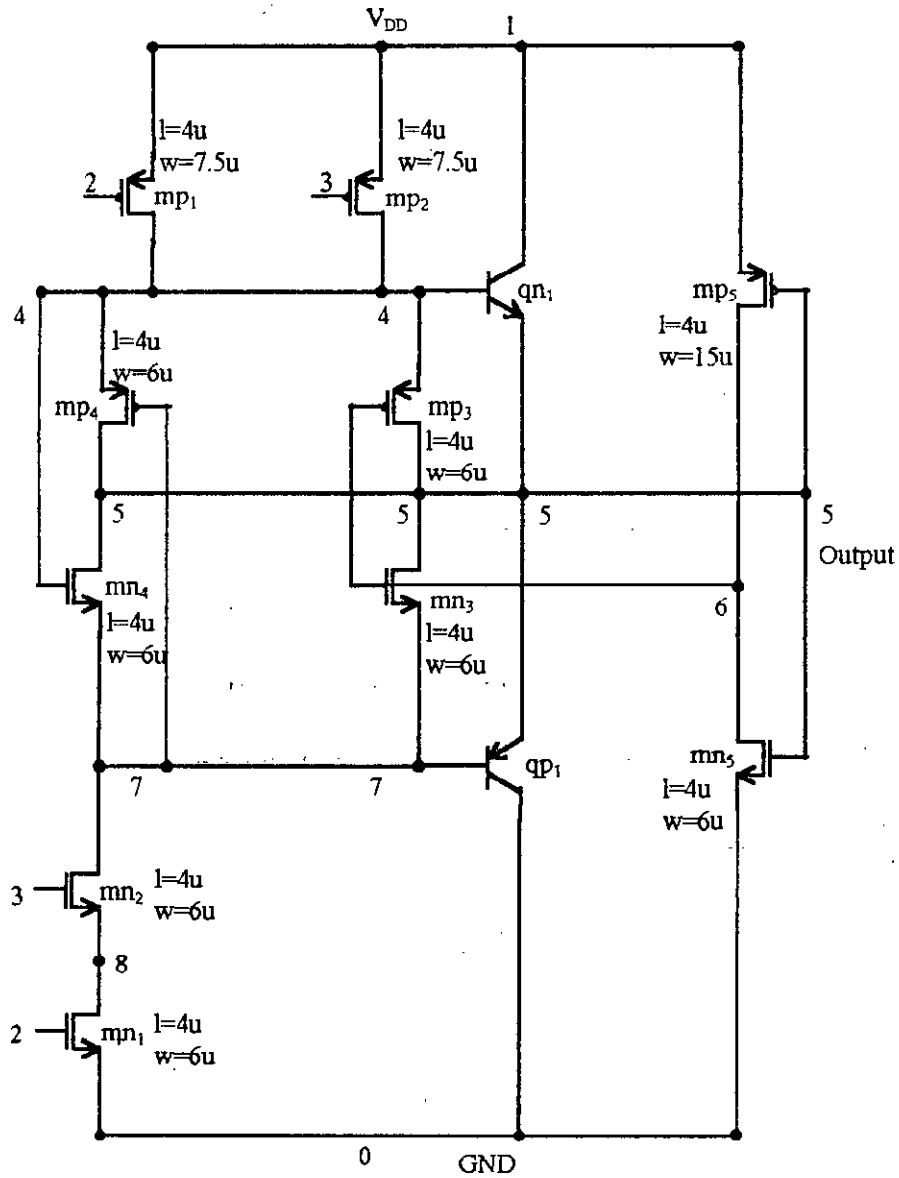 V_DD 1
l=4u
w=7.5u
2
mp₁
l=4u
w=7.5u
3
mp₂
4
4
qn₁
mp₅
l=4u
w=15u
l=4u
w=6u
mp₄
mp₃
l=4u
w=6u
5
5
5
5
Output
mn₄
l=4u
w=6u
mn₃
l=4u
w=6u
6
7
7
qp₁
mn₅
l=4u
w=6u
3
mn₂
l=4u
w=6u
8
2
mn₁
l=4u
w=6u
0
GND